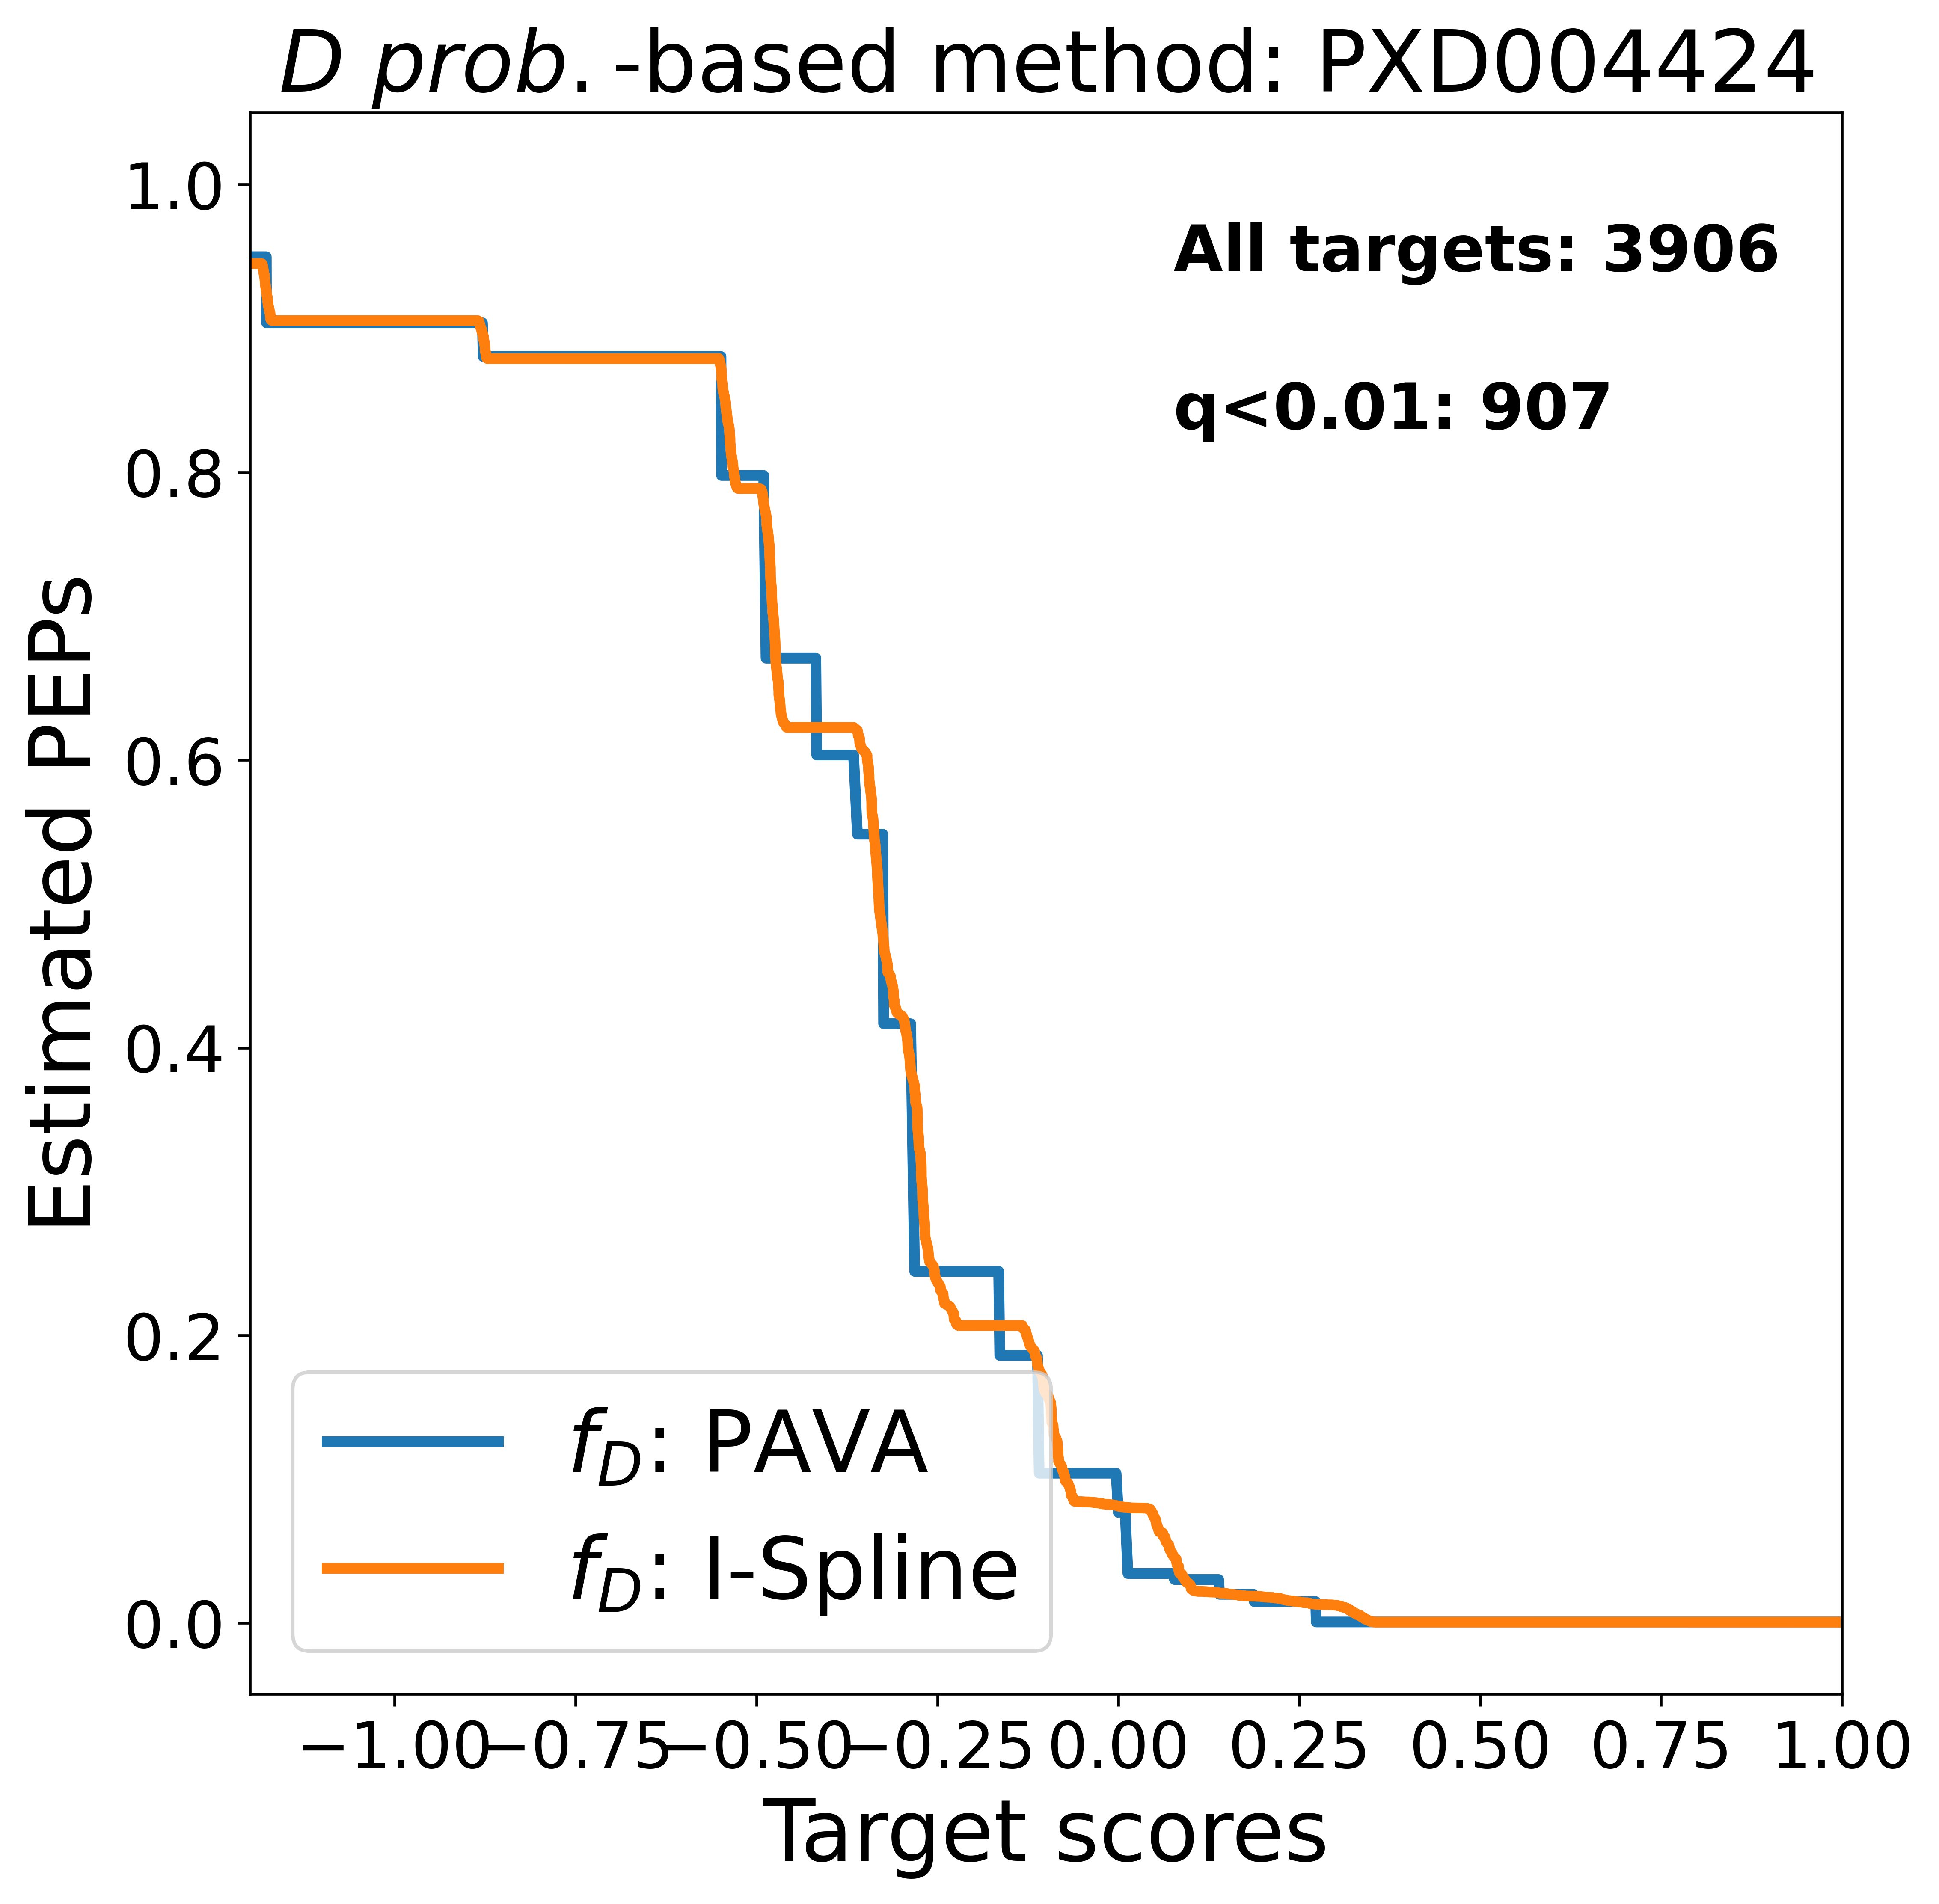 D prob. -based method: PXD004424
All targets: 3906
q<0.01: 907
Estimated PEPs
1.0
0.8
0.6
0.4
0.2
0.0
f_D: PAVA
f_D: I-Spline
−1.00 −0.75 −0.50 −0.25 0.00 0.25 0.50 0.75 1.00
Target scores